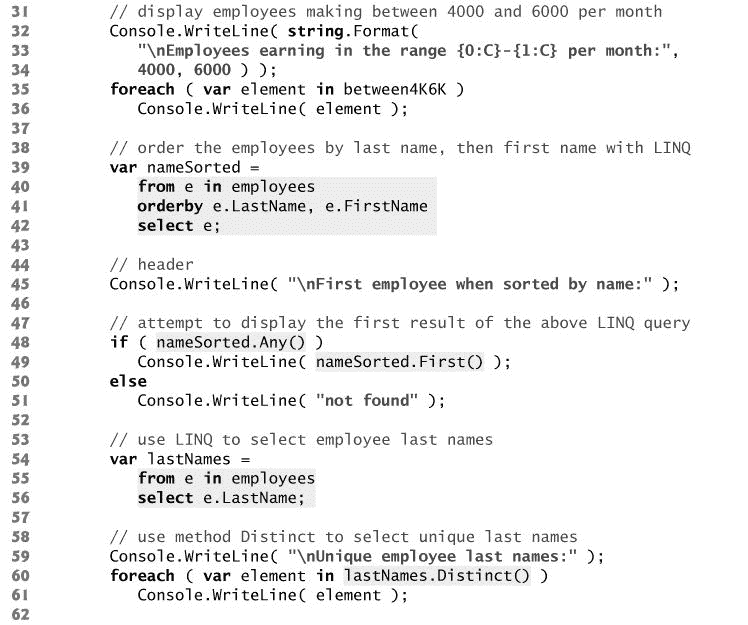 31 // display employees making between 4000 and 6000 per month
32 Console.WriteLine( string.Format(
33 "\nEmployees earning in the range {0:C}-{1:C} per month:",
34 4000, 6000 ) );
35 foreach ( var element in between4K6K )
36 Console.WriteLine( element );
37
38 // order the employees by last name, then first name with LINQ
39 var nameSorted =
40 from e in employees
41 orderby e.LastName, e.FirstName
42 select e;
43
44 // header
45 Console.WriteLine( "\nFirst employee when sorted by name:" );
46
47 // attempt to display the first result of the above LINQ query
48 if ( nameSorted.Any() )
49 Console.WriteLine( nameSorted.First() );
50 else
51 Console.WriteLine( "not found" );
52
53 // use LINQ to select employee last names
54 var lastNames =
55 from e in employees
56 select e.LastName;
57
58 // use method Distinct to select unique last names
59 Console.WriteLine( "\nUnique employee last names:" );
60 foreach ( var element in lastNames.Distinct() )
61 Console.WriteLine( element );
62